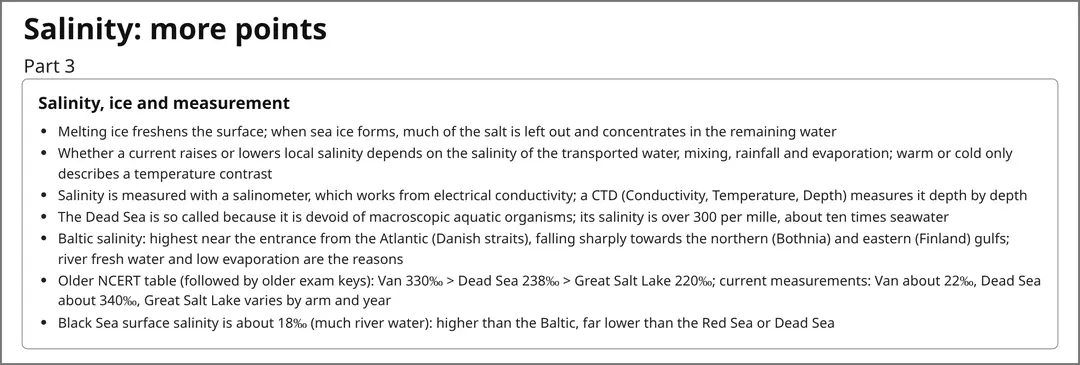 Salinity: more points
Part 3
Salinity, ice and measurement
• Melting ice freshens the surface; when sea ice forms, much of the salt is left out and concentrates in the remaining water
• Whether a current raises or lowers local salinity depends on the salinity of the transported water, mixing, rainfall and evaporation; warm or cold only
describes a temperature contrast
• Salinity is measured with a salinometer, which works from electrical conductivity; a CTD (Conductivity, Temperature, Depth) measures it depth by depth
• The Dead Sea is so called because it is devoid of macroscopic aquatic organisms; its salinity is over 300 per mille, about ten times seawater
• Baltic salinity: highest near the entrance from the Atlantic (Danish straits), falling sharply towards the northern (Bothnia) and eastern (Finland) gulfs;
river fresh water and low evaporation are the reasons
• Older NCERT table (followed by older exam keys): Van 330‰ > Dead Sea 238‰ > Great Salt Lake 220‰; current measurements: Van about 22‰, Dead Sea
about 340‰, Great Salt Lake varies by arm and year
• Black Sea surface salinity is about 18‰ (much river water): higher than the Baltic, far lower than the Red Sea or Dead Sea